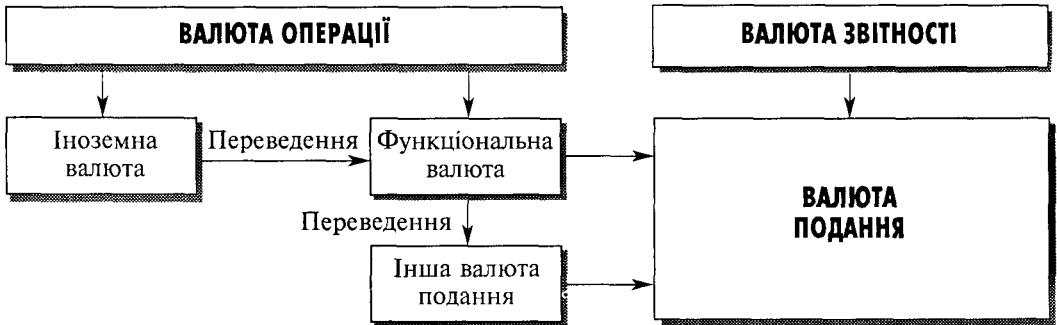 ВАЛЮТА ОПЕРАЦІЇ
ВАЛЮТА ЗВІТНОСТІ
Іноземна
валюта
Переведення
Функціональна
валюта
ВАЛЮТА
ПОДАННЯ
Переведення
Інша валюта
подання